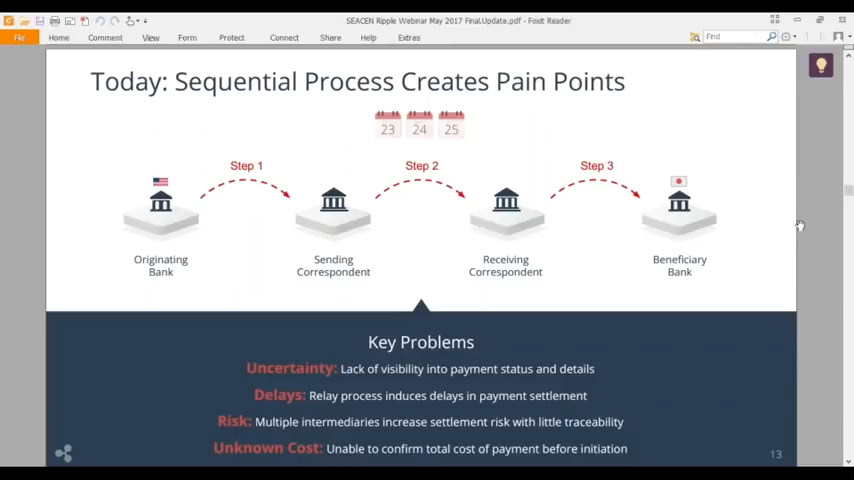 SEACEN Ripple Webinar May 2017 Final.Update.pdf - Foxit Reader
File Home Comment View Form Protect Connect Share Help Extras
Find
Today: Sequential Process Creates Pain Points
23 24 25
Step 1 Step 2 Step 3
Originating Bank
Sending Correspondent
Receiving Correspondent
Beneficiary Bank
Key Problems
Uncertainty: Lack of visibility into payment status and details
Delays: Relay process induces delays in payment settlement
Risk: Multiple intermediaries increase settlement risk with little traceability
Unknown Cost: Unable to confirm total cost of payment before initiation
13